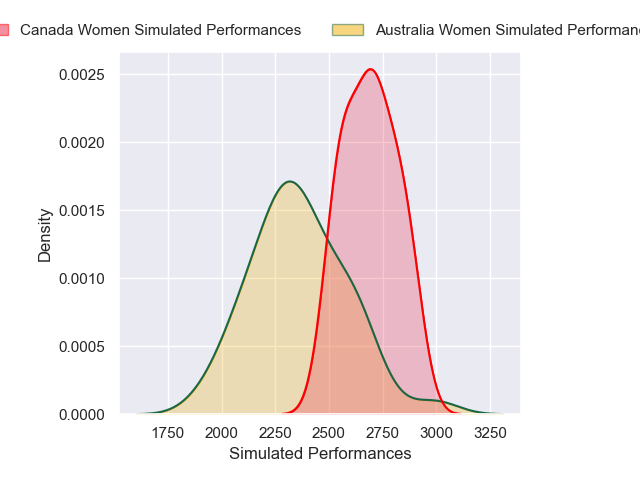 Canada Women Simulated Performances
Australia Women Simulated
0.0025
0.0020
0.0015
0.0010
0.0005
0.0000
Density
1750 2000 2250 2500 2750 3000 3250
Simulated Performances